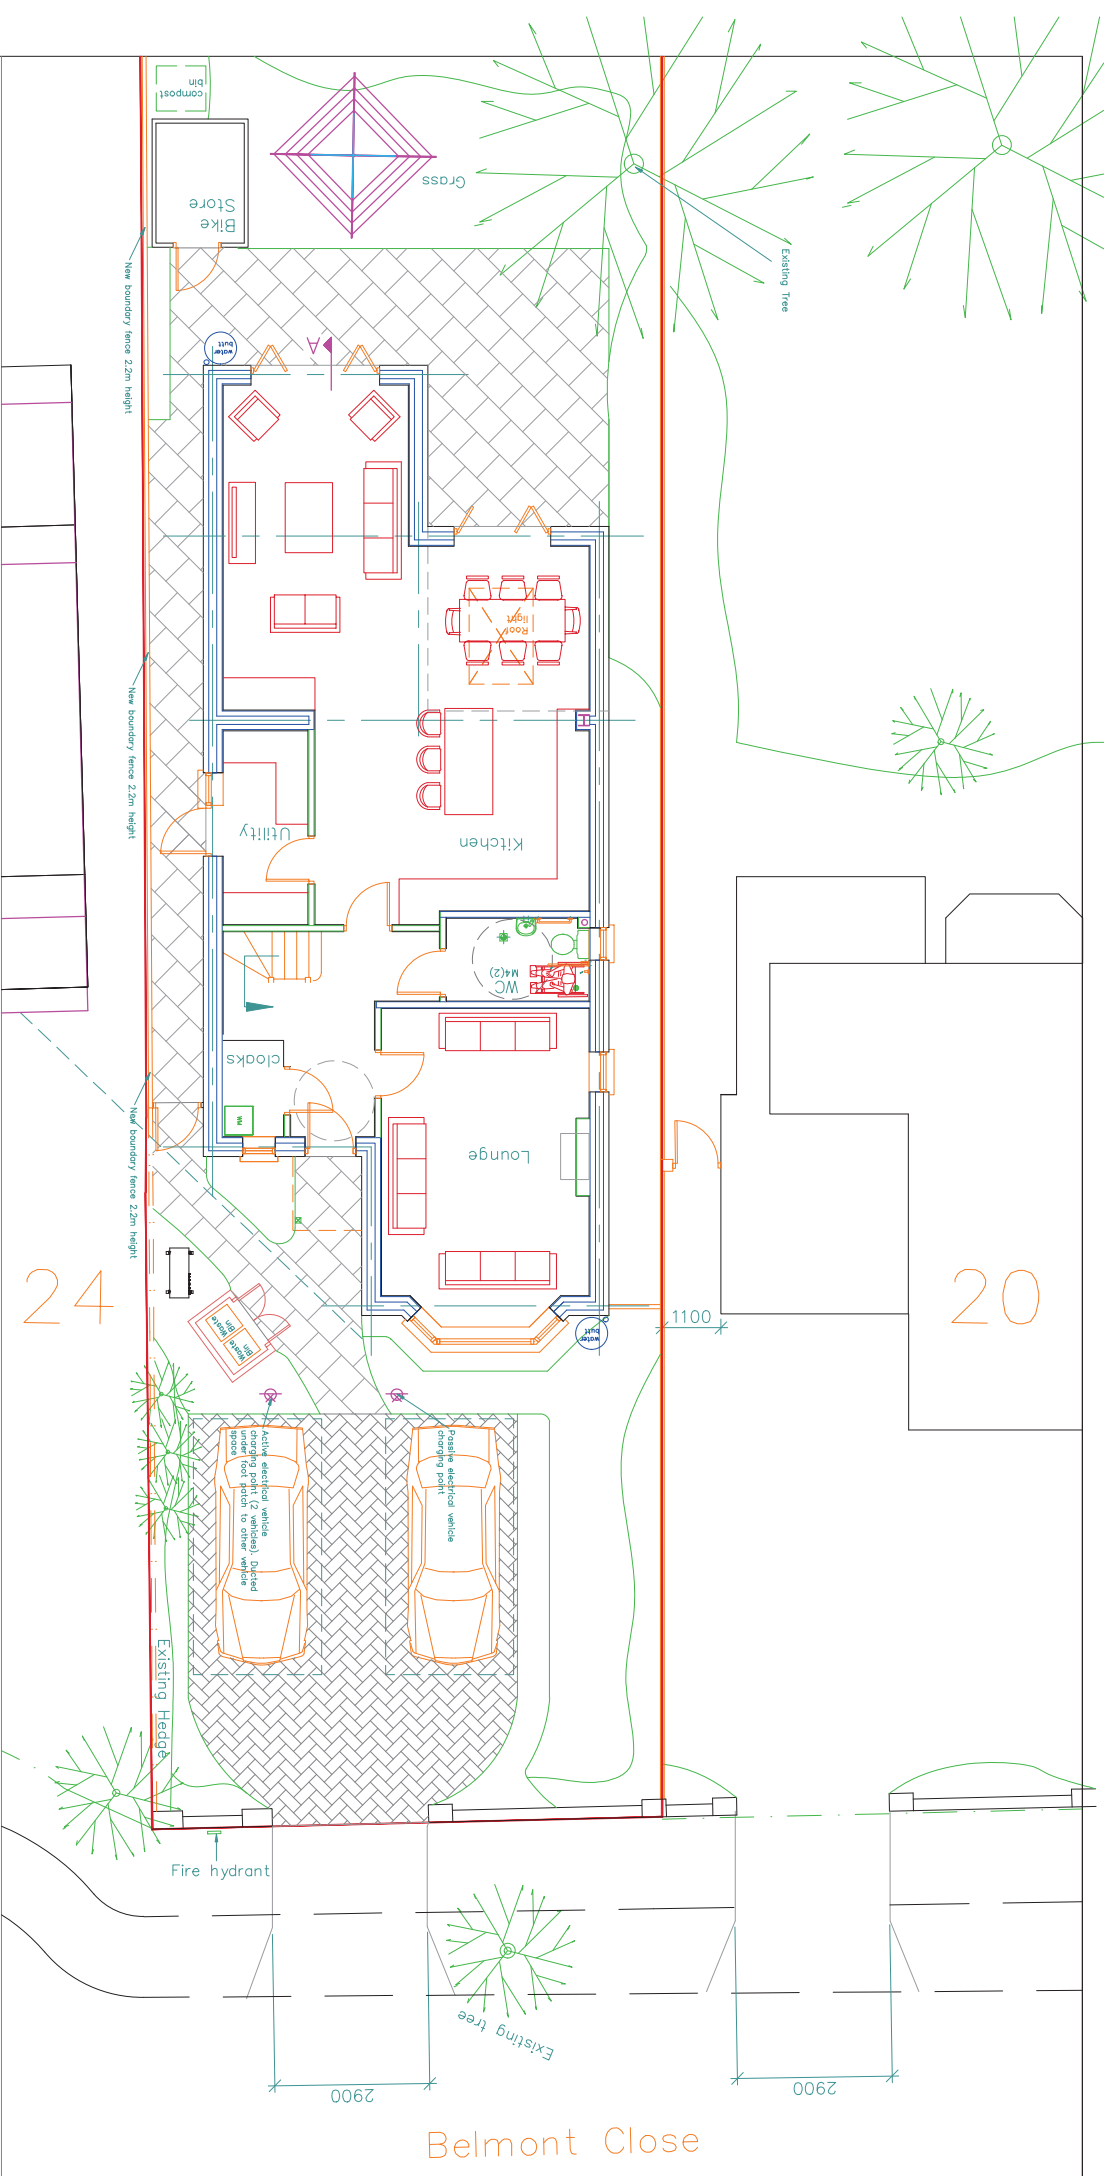 compost
bin
Bike
Store
Grass
Existing Tree
New boundary fence 2.2m height
water
butt
A
Roof
light
New boundary fence 2.2m height
H
Utility
Kitchen
WC
M4(2)
cloaks
WM
New boundary fence 2.2m height
Lounge
24
20
1100
Waste
Bin
Waste
Bin
water
butt
Active electrical vehicle
charging point (2 vehicles). Ducted
under foot patch to other vehicle
space
Passive electrical vehicle
charging point
Existing Hedge
Fire hydrant
Existing tree
2900
2900
Belmont Close